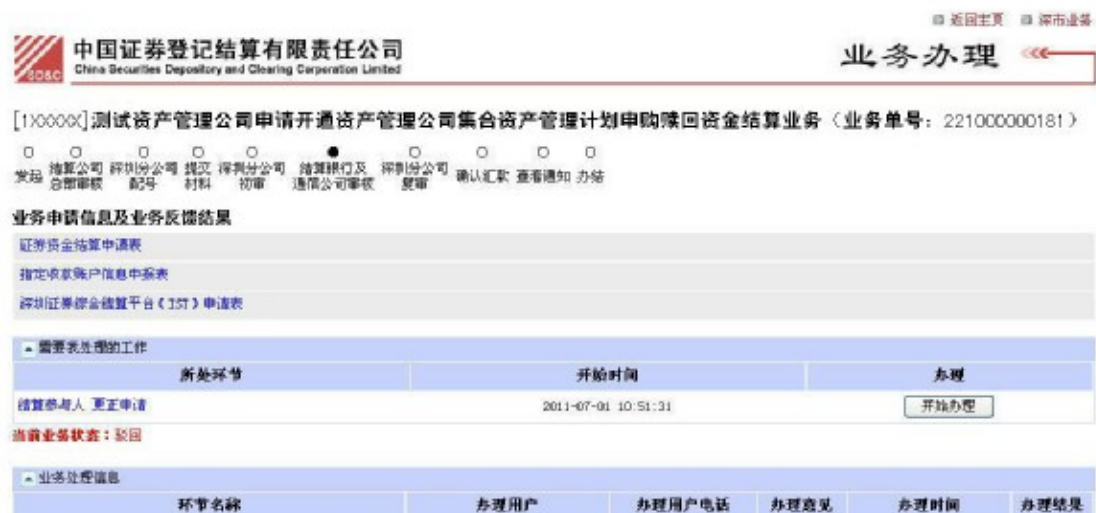 返回主页 深市业务
中国证券登记结算有限责任公司
China Securities Depository and Clearing Corporation Limited
SD&C
业务办理
[1XXXXX]测试资产管理公司申请开通资产管理公司集合资产管理计划申购赎回资金结算业务（业务单号：221000000181）
发起 结算公司总部审核 深圳分公司配号 提交材料 深圳分公司初审 结算银行及通信公司审核 深圳分公司复审 确认汇款 查看通知 办结
业务申请信息及业务反馈结果
证券资金结算申请表
指定收款账户信息申报表
深圳证券综合结算平台（IST）申请表
需要我处理的工作
所处环节 开始时间 办理
结算参与人 更正申请 2011-07-01 10:51:31 开始办理
当前业务状态：驳回
业务处理信息
环节名称 办理用户 办理用户电话 办理意见 办理时间 办理结果